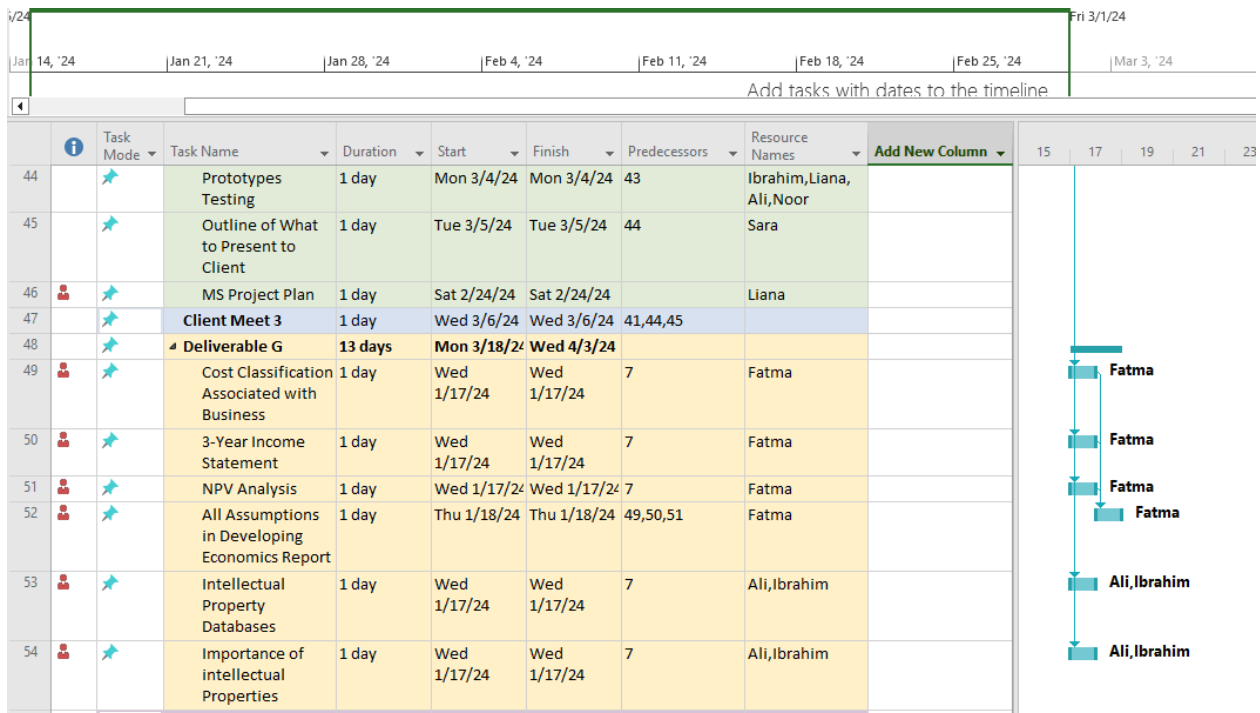 5/24
Fri 3/1/24
Jan 14, '24 Jan 21, '24 Jan 28, '24 Feb 4, '24 Feb 11, '24 Feb 18, '24 Feb 25, '24 Mar 3, '24
Add tasks with dates to the timeline
Task Mode Task Name Duration Start Finish Predecessors Resource Names Add New Column 15 17 19 21 23
44 Prototypes 1 day Mon 3/4/24 Mon 3/4/24 43 Ibrahim,Liana,
Testing Ali,Noor
45 Outline of What 1 day Tue 3/5/24 Tue 3/5/24 44 Sara
to Present to
Client
46 MS Project Plan 1 day Sat 2/24/24 Sat 2/24/24 Liana
47 Client Meet 3 1 day Wed 3/6/24 Wed 3/6/24 41,44,45
48 Deliverable G 13 days Mon 3/18/24 Wed 4/3/24
49 Cost Classification 1 day Wed Wed 7 Fatma Fatma
Associated with 1/17/24 1/17/24
Business
50 3-Year Income 1 day Wed Wed 7 Fatma Fatma
Statement 1/17/24 1/17/24
51 NPV Analysis 1 day Wed 1/17/24 Wed 1/17/24 7 Fatma Fatma
52 All Assumptions 1 day Thu 1/18/24 Thu 1/18/24 49,50,51 Fatma Fatma
in Developing
Economics Report
53 Intellectual 1 day Wed Wed 7 Ali,Ibrahim Ali,Ibrahim
Property 1/17/24 1/17/24
Databases
54 Importance of 1 day Wed Wed 7 Ali,Ibrahim Ali,Ibrahim
intellectual 1/17/24 1/17/24
Properties